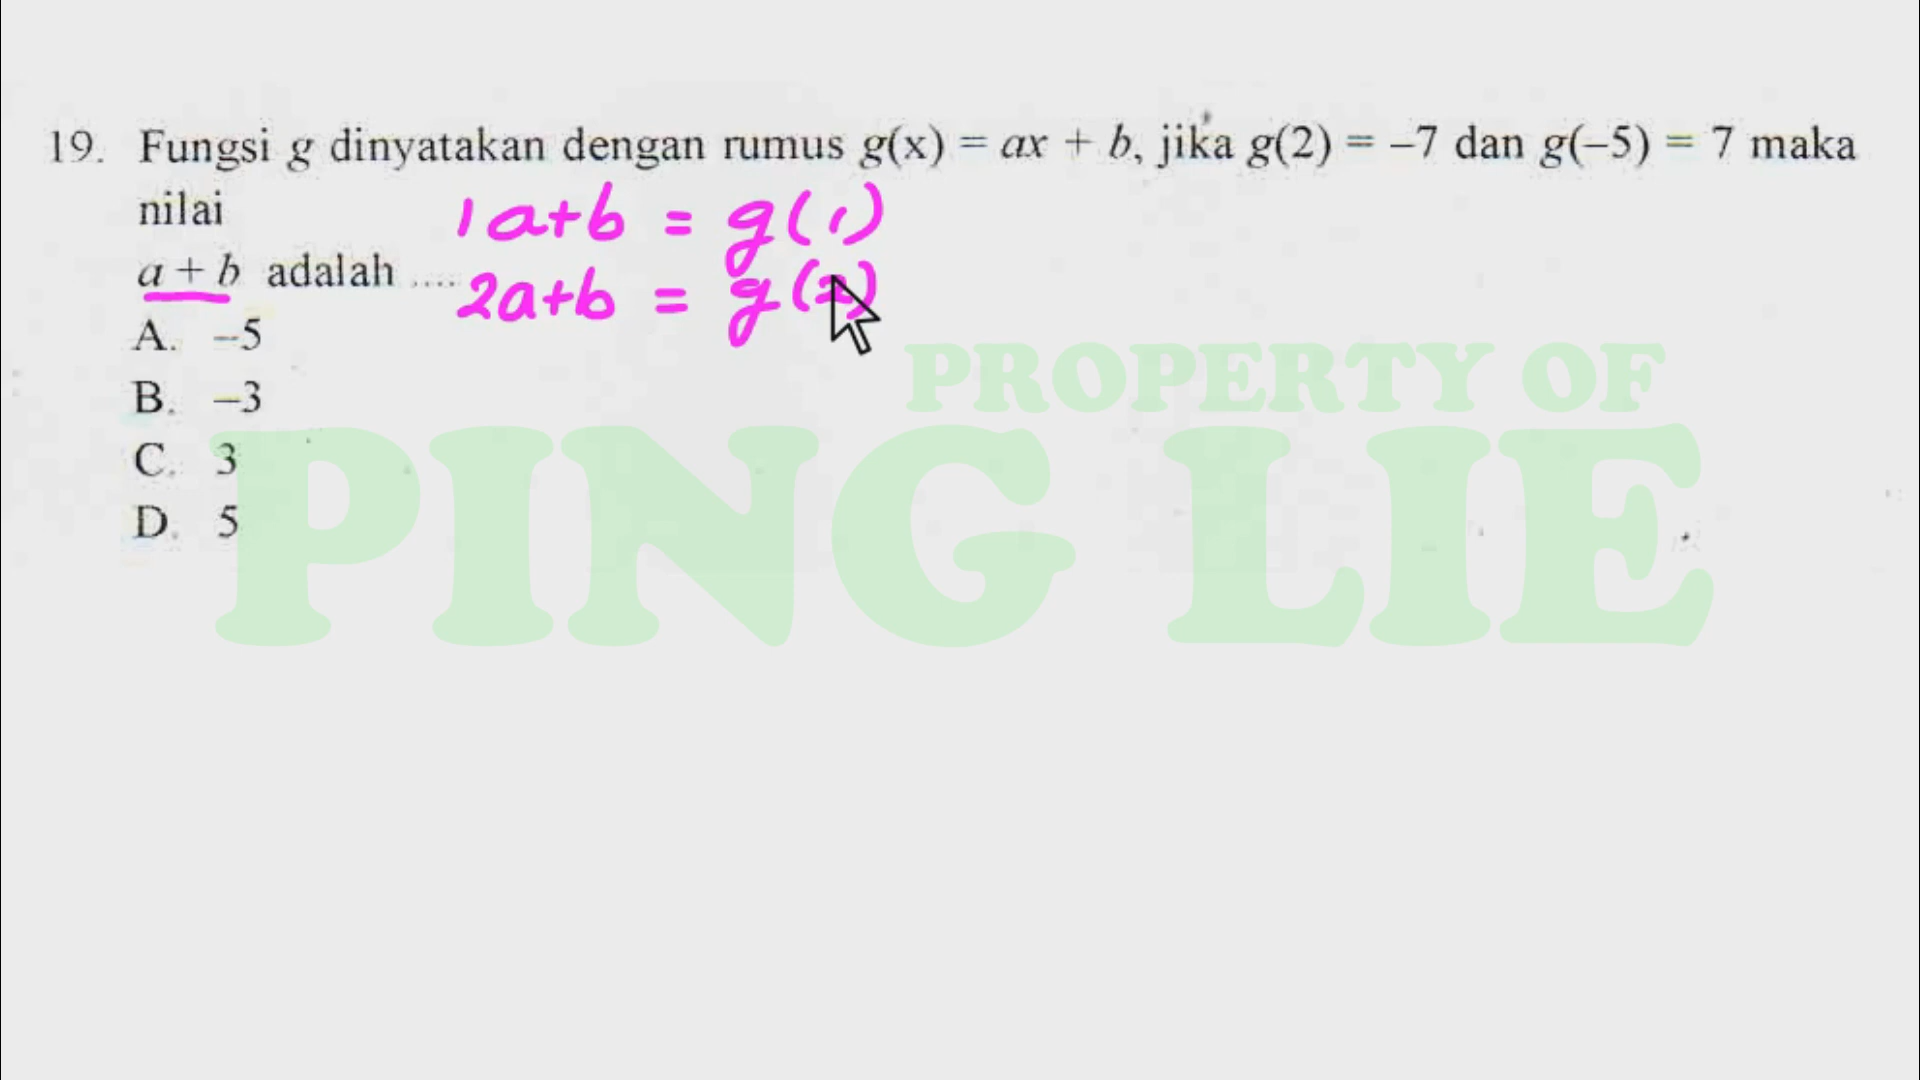 19. Fungsi g dinyatakan dengan rumus g(x) = ax + b, jika g(2) = –7 dan g(–5) = 7 maka
nilai
1a+b = g(1)
a + b adalah ....
2a+b = g(2)
A. –5
B. –3
C. 3
D. 5
PROPERTY OF
PING LIE